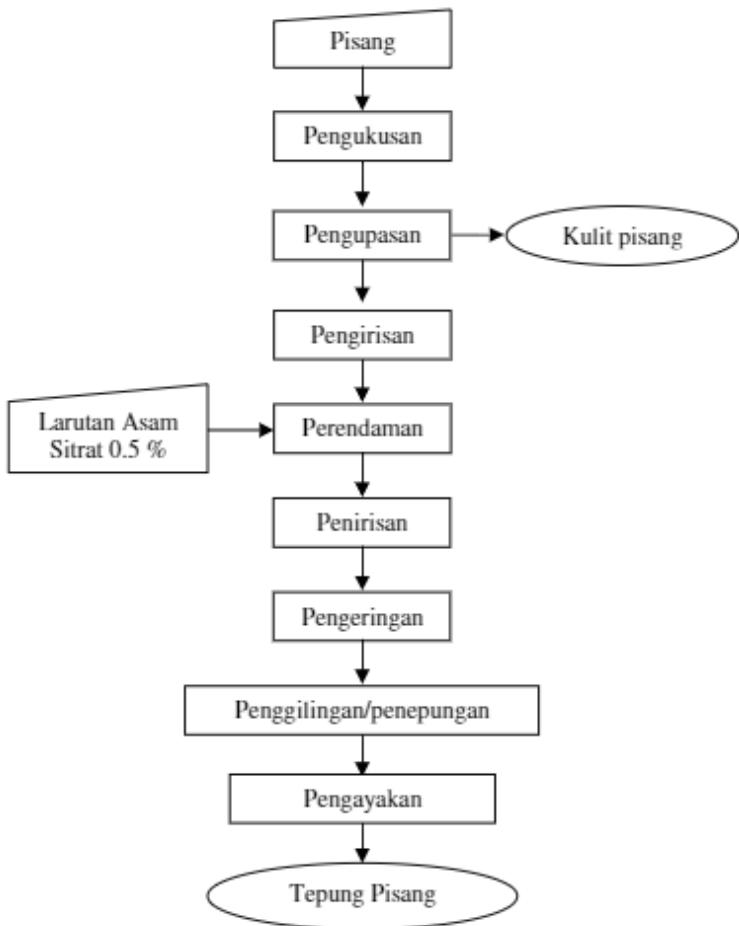 Pisang
Pengukusan
Pengupasan
Kulit pisang
Pengirisan
Larutan Asam
Sitrat 0.5 %
Perendaman
Penirisan
Pengeringan
Penggilingan/penepungan
Pengayakan
Tepung Pisang